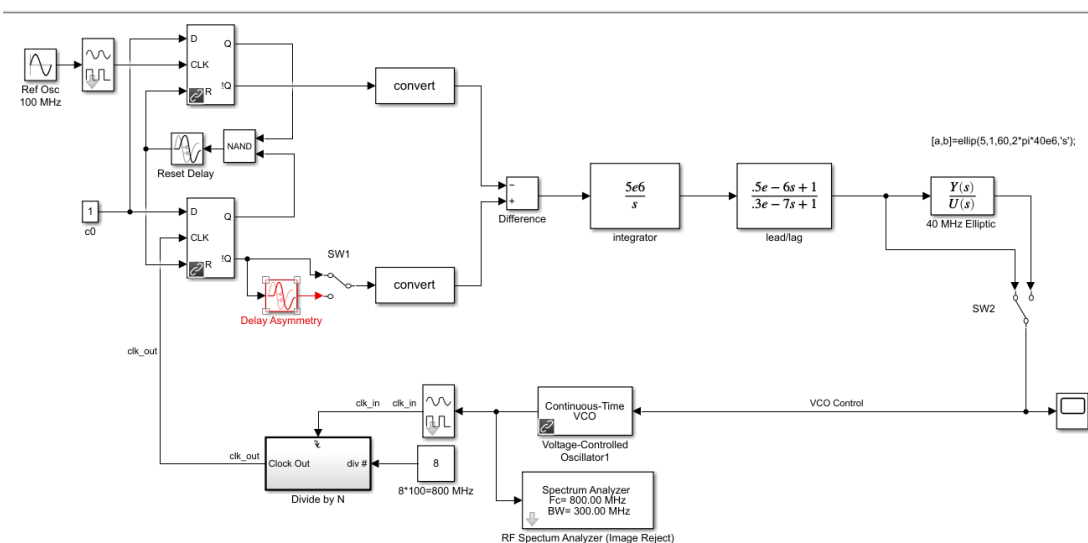 D
Q
CLK
!Q
R
Ref Osc
100 MHz
convert
NAND
Reset Delay
[a,b]=ellip(5,1,60,2*pi*40e6,'s');
1
c0
D
Q
CLK
!Q
R
−
+
Difference
5e6
s
integrator
.5e − 6s + 1
.3e − 7s + 1
lead/lag
Y(s)
U(s)
40 MHz Elliptic
SW1
convert
Delay Asymmetry
SW2
clk_out
clk_in clk_in
Continuous-Time
VCO
Voltage-Controlled
Oscillator1
VCO Control
clk_out
Clock Out
div #
Divide by N
8
8*100=800 MHz
Spectrum Analyzer
Fc= 800.00 MHz
BW= 300.00 MHz
RF Spectum Analyzer (Image Reject)